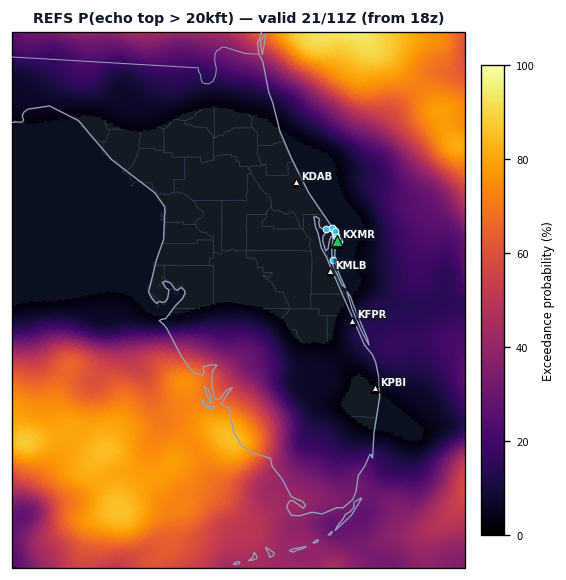 REFS P(echo top > 20kft) — valid 21/11Z (from 18z)
KDAB
KXMR
KMLB
KFPR
KPBI
100
80
60
40
20
0
Exceedance probability (%)